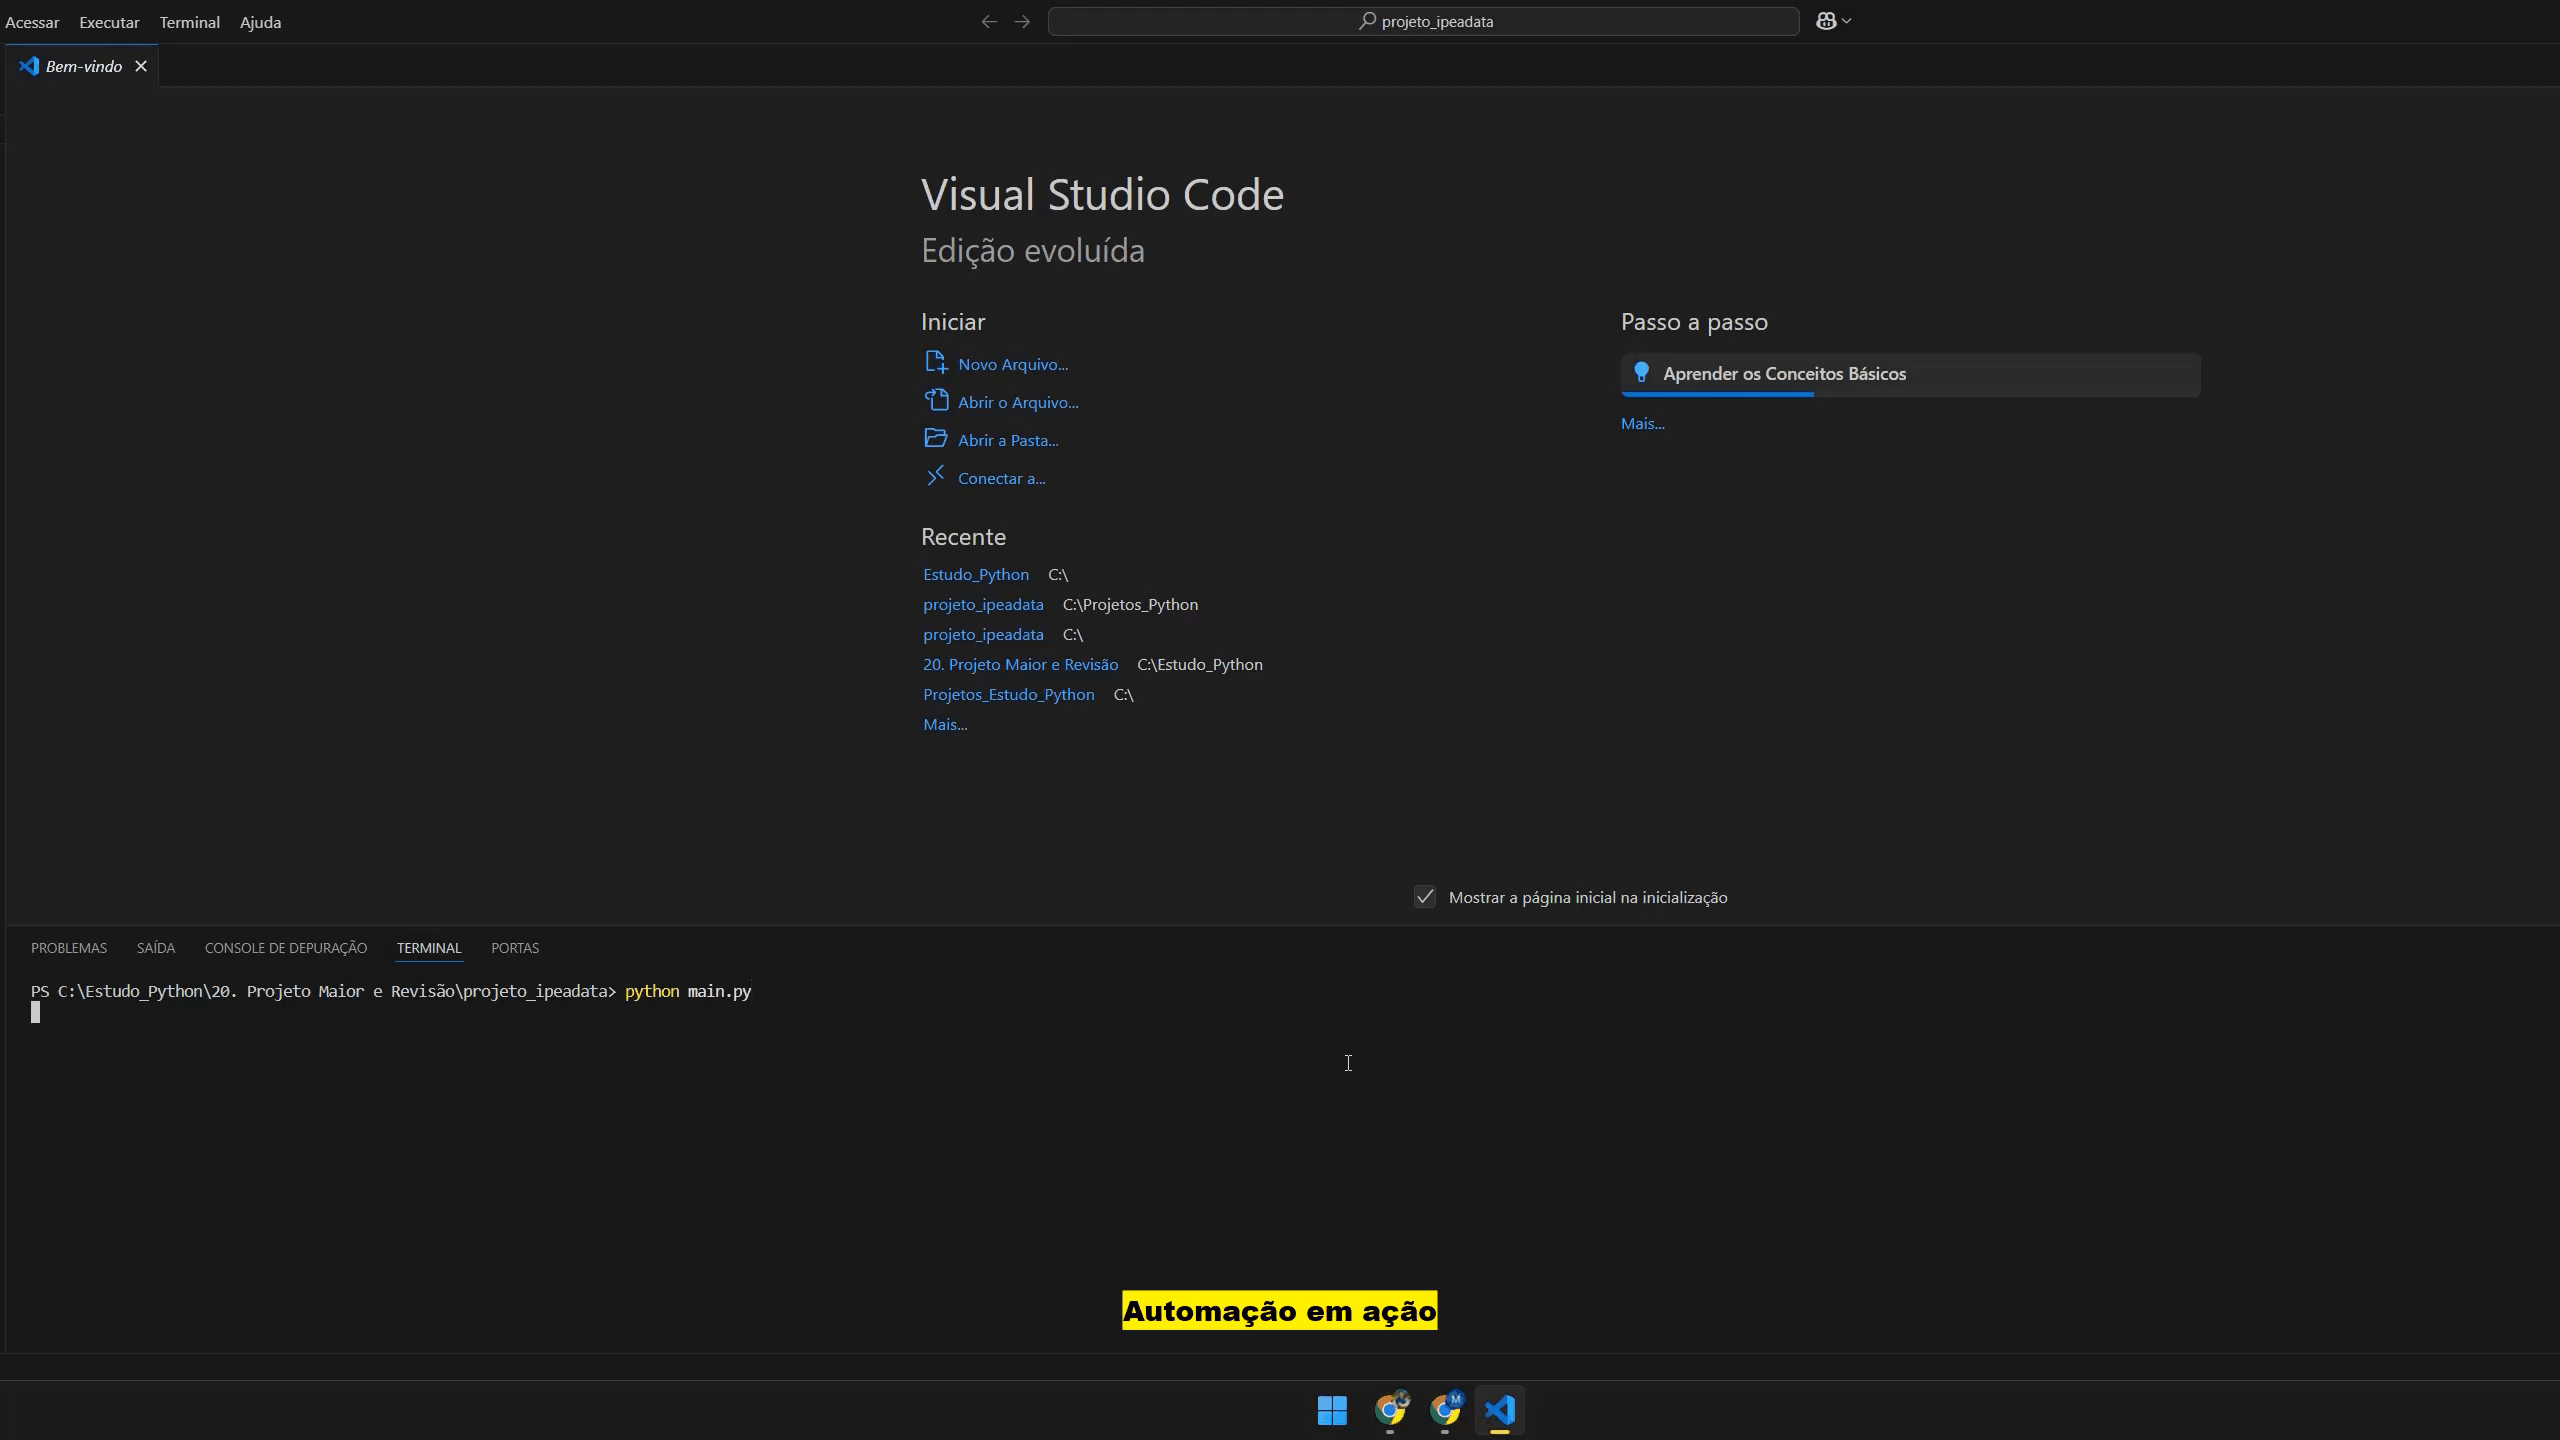 Acessar Executar Terminal Ajuda
projeto_ipeadata
Bem-vindo
Visual Studio Code
Edição evoluída
Iniciar
Novo Arquivo...
Abrir o Arquivo...
Abrir a Pasta...
Conectar a...
Recente
Estudo_Python C:\
projeto_ipeadata C:\Projetos_Python
projeto_ipeadata C:\
20. Projeto Maior e Revisão C:\Estudo_Python
Projetos_Estudo_Python C:\
Mais...
Passo a passo
Aprender os Conceitos Básicos
Mais...
Mostrar a página inicial na inicialização
PROBLEMAS SAÍDA CONSOLE DE DEPURAÇÃO TERMINAL PORTAS
PS C:\Estudo_Python\20. Projeto Maior e Revisão\projeto_ipeadata> python main.py
Automação em ação
M